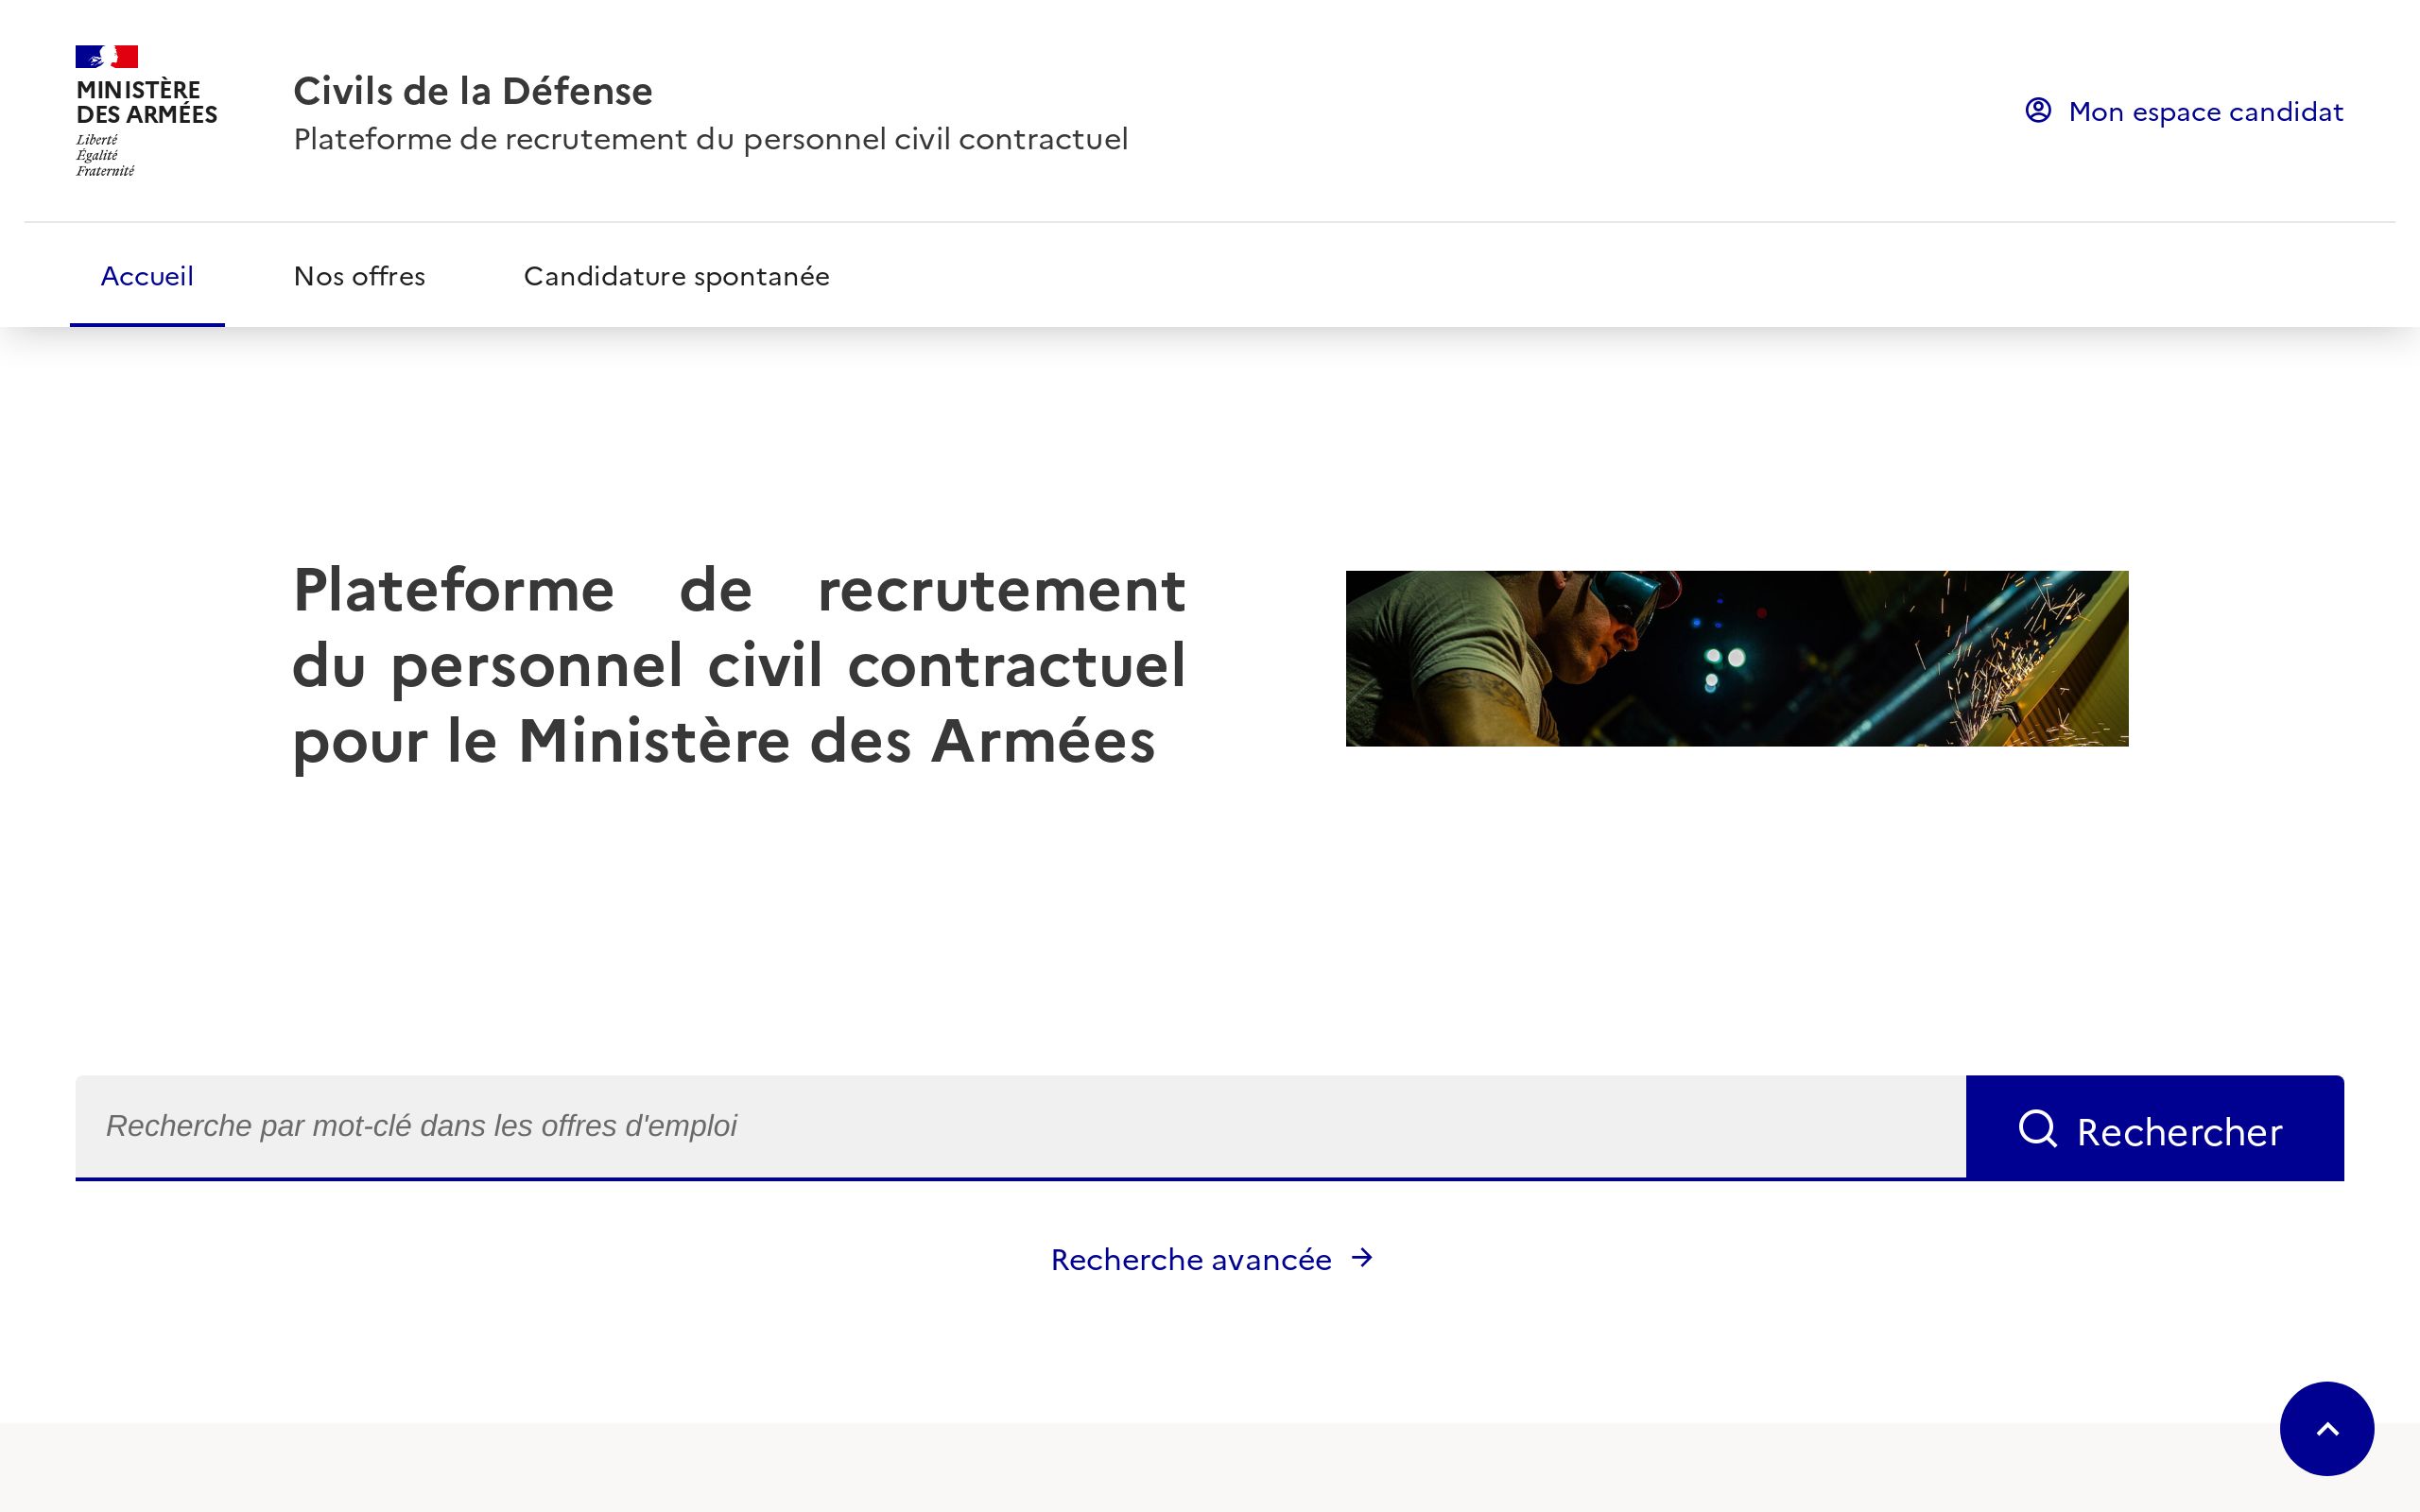 MINISTÈRE
DES ARMÉES
Liberté
Égalité
Fraternité
Civils de la Défense
Plateforme de recrutement du personnel civil contractuel
Mon espace candidat
Accueil
Nos offres
Candidature spontanée
Plateforme de recrutement
du personnel civil contractuel
pour le Ministère des Armées
Recherche par mot-clé dans les offres d'emploi
Rechercher
Recherche avancée